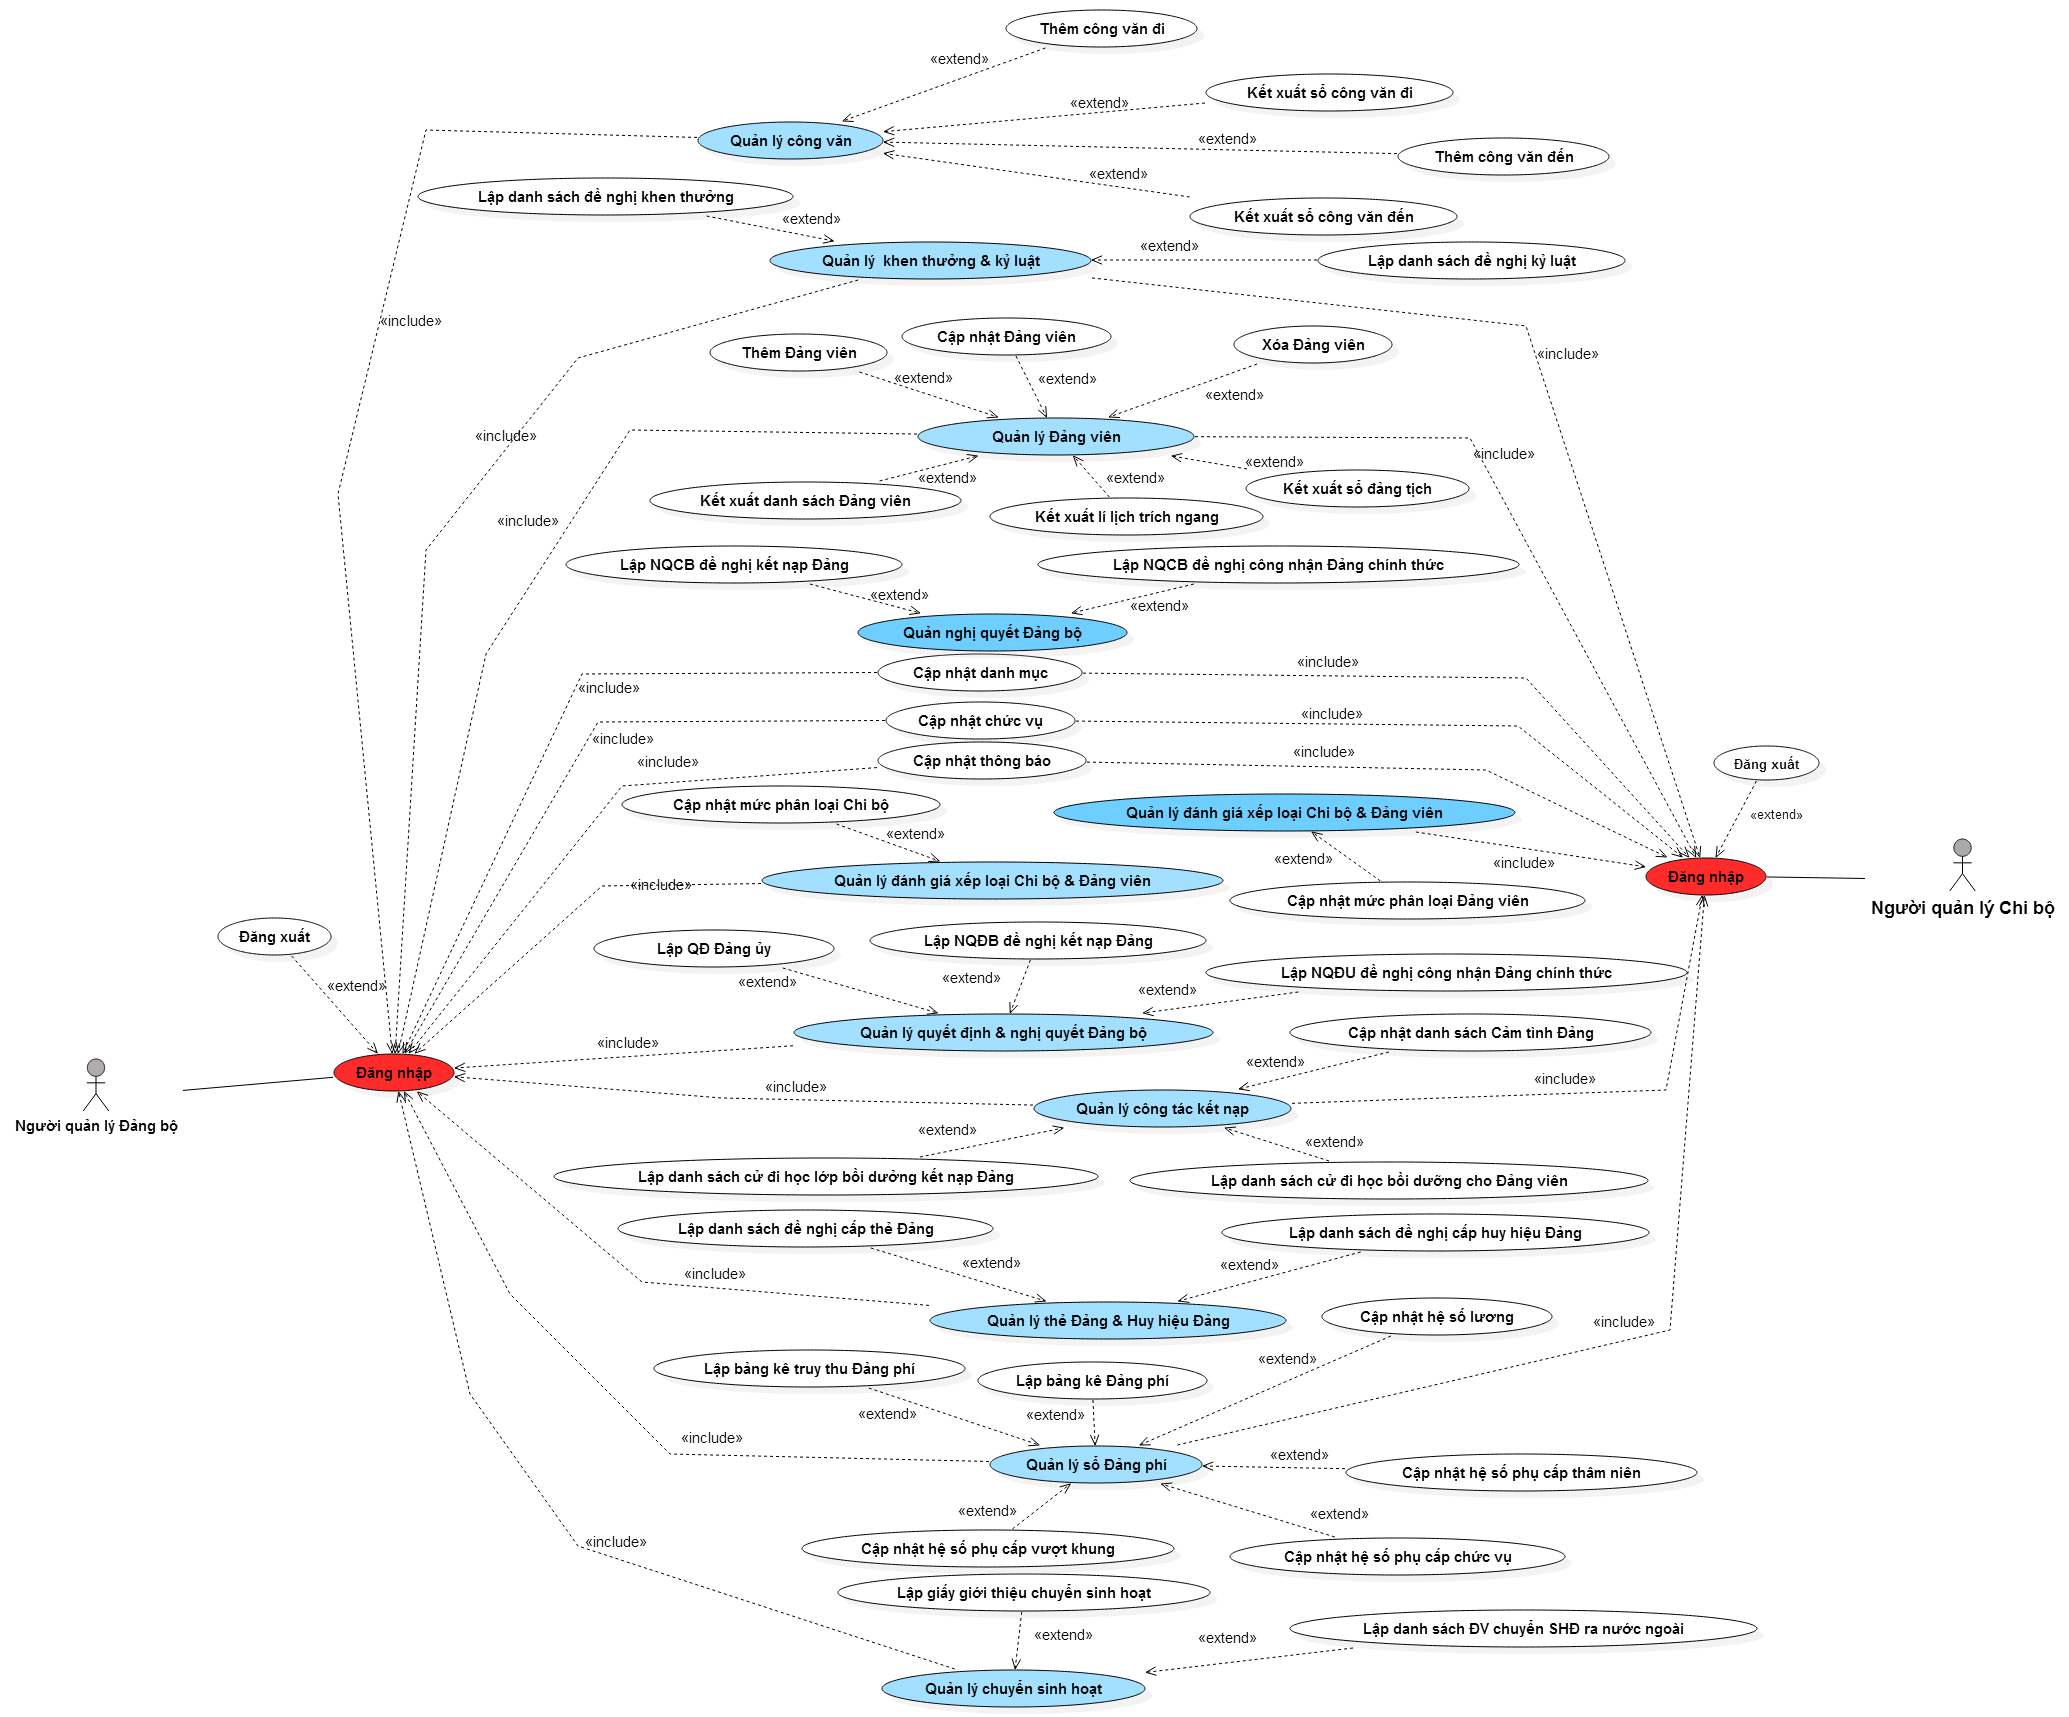 Thêm công văn đi
«extend»
Kết xuất sổ công văn đi
«extend»
Quản lý công văn
«extend»
Thêm công văn đến
«extend»
Lập danh sách đề nghị khen thưởng
«extend»
Kết xuất sổ công văn đến
Quản lý  khen thưởng & kỷ luật
«extend»
Lập danh sách đề nghị kỷ luật
«include»
«include»
Thêm Đảng viên
Cập nhật Đảng viên
Xóa Đảng viên
«extend»
«extend»
«extend»
«include»
Quản lý Đảng viên
«include»
«extend»
«extend»
«extend»
Kết xuất danh sách Đảng viên
Kết xuất lí lịch trích ngang
Kết xuất sổ đảng tịch
«include»
Lập NQCB đề nghị kết nạp Đảng
Lập NQCB đề nghị công nhận Đảng chính thức
«extend»
«extend»
Quản nghị quyết Đảng bộ
«include»
Cập nhật danh mục
«include»
Cập nhật chức vụ
«include»
«include»
Cập nhật thông báo
«include»
«include»
Đăng xuất
Cập nhật mức phân loại Chi bộ
Quản lý đánh giá xếp loại Chi bộ & Đảng viên
«extend»
«extend»
«extend»
«include»
Quản lý đánh giá xếp loại Chi bộ & Đảng viên
«include»
Đăng nhập
Cập nhật mức phân loại Đảng viên
Người quản lý Chi bộ
Đăng xuất
Lập QĐ Đảng ủy
Lập NQĐB đề nghị kết nạp Đảng
Lập NQĐU đề nghị công nhận Đảng chính thức
«extend»
«extend»
«extend»
«extend»
Quản lý quyết định & nghị quyết Đảng bộ
Cập nhật danh sách Cảm tình Đảng
«include»
«extend»
Đăng nhập
«include»
«include»
Quản lý công tác kết nạp
Người quản lý Đảng bộ
«extend»
«extend»
Lập danh sách cử đi học lớp bồi dưởng kết nạp Đảng
Lập danh sách cử đi học bồi dưỡng cho Đảng viên
Lập danh sách đề nghị cấp thẻ Đảng
Lập danh sách đề nghị cấp huy hiệu Đảng
«extend»
«extend»
«include»
Quản lý thẻ Đảng & Huy hiệu Đảng
Cập nhật hệ số lương
«include»
Lập bảng kê truy thu Đảng phí
Lập bảng kê Đảng phí
«extend»
«extend»
«extend»
«include»
Quản lý sổ Đảng phí
«extend»
Cập nhật hệ số phụ cấp thâm niên
«extend»
«extend»
«include»
Cập nhật hệ số phụ cấp vượt khung
Cập nhật hệ số phụ cấp chức vụ
Lập giấy giới thiệu chuyển sinh hoạt
«extend»
«extend»
Lập danh sách ĐV chuyển SHĐ ra nước ngoài
Quản lý chuyển sinh hoạt